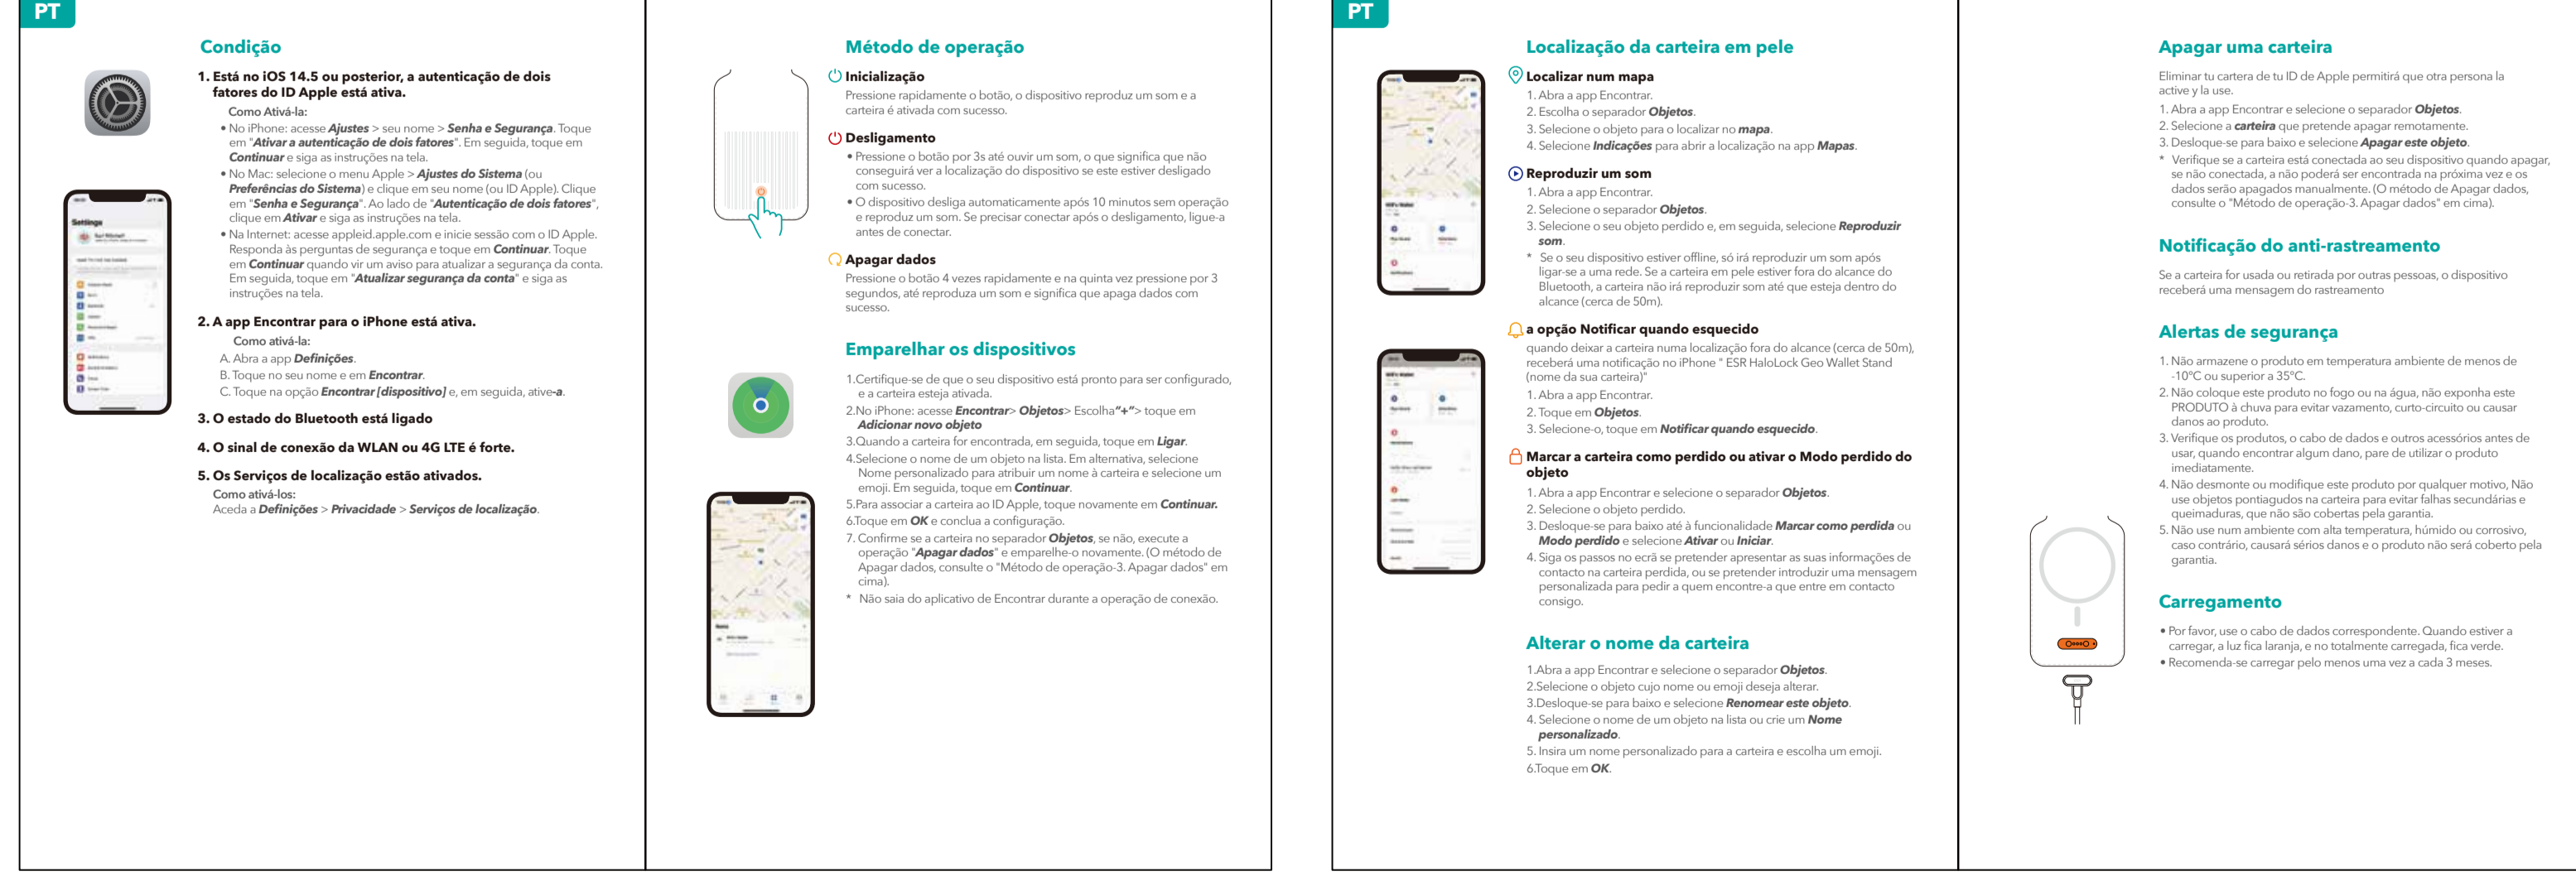 PT
Condição
1. Está no iOS 14.5 ou posterior, a autenticação de dois
fatores do ID Apple está ativa.
Como Ativá-la:
• No iPhone: acesse Ajustes > seu nome > Senha e Segurança. Toque
em "Ativar a autenticação de dois fatores". Em seguida, toque em
Continuar e siga as instruções na tela.
• No Mac: selecione o menu Apple > Ajustes do Sistema (ou
Preferências do Sistema) e clique em seu nome (ou ID Apple). Clique
em "Senha e Segurança". Ao lado de "Autenticação de dois fatores",
clique em Ativar e siga as instruções na tela.
• Na Internet: acesse appleid.apple.com e inicie sessão com o ID Apple.
Responda às perguntas de segurança e toque em Continuar. Toque
em Continuar quando vir um aviso para atualizar a segurança da conta.
Em seguida, toque em "Atualizar segurança da conta" e siga as
instruções na tela.
2. A app Encontrar para o iPhone está ativa.
Como ativá-la:
A. Abra a app Definições.
B. Toque no seu nome e em Encontrar.
C. Toque na opção Encontrar [dispositivo] e, em seguida, ative-a.
3. O estado do Bluetooth está ligado
4. O sinal de conexão da WLAN ou 4G LTE é forte.
5. Os Serviços de localização estão ativados.
Como ativá-los:
Aceda a Definições > Privacidade > Serviços de localização.
Settings
Método de operação
Inicialização
Pressione rapidamente o botão, o dispositivo reproduz um som e a
carteira é ativada com sucesso.
Desligamento
• Pressione o botão por 3s até ouvir um som, o que significa que não
conseguirá ver a localização do dispositivo se este estiver desligado
com sucesso.
• O dispositivo desliga automaticamente após 10 minutos sem operação
e reproduz um som. Se precisar conectar após o desligamento, ligue-a
antes de conectar.
Apagar dados
Pressione o botão 4 vezes rapidamente e na quinta vez pressione por 3
segundos, até reproduza um som e significa que apaga dados com
sucesso.
Emparelhar os dispositivos
1.Certifique-se de que o seu dispositivo está pronto para ser configurado,
e a carteira esteja ativada.
2.No iPhone: acesse Encontrar> Objetos> Escolha"+"> toque em
Adicionar novo objeto
3.Quando a carteira for encontrada, em seguida, toque em Ligar.
4.Selecione o nome de um objeto na lista. Em alternativa, selecione
Nome personalizado para atribuir um nome à carteira e selecione um
emoji. Em seguida, toque em Continuar.
5.Para associar a carteira ao ID Apple, toque novamente em Continuar.
6.Toque em OK e conclua a configuração.
7. Confirme se a carteira no separador Objetos, se não, execute a
operação "Apagar dados" e emparelhe-o novamente. (O método de
Apagar dados, consulte o "Método de operação-3. Apagar dados" em
cima).
* Não saia do aplicativo de Encontrar durante a operação de conexão.
PT
Localização da carteira em pele
Localizar num mapa
1. Abra a app Encontrar.
2. Escolha o separador Objetos.
3. Selecione o objeto para o localizar no mapa.
4. Selecione Indicações para abrir a localização na app Mapas.
Reproduzir um som
1. Abra a app Encontrar.
2. Selecione o separador Objetos.
3. Selecione o seu objeto perdido e, em seguida, selecione Reproduzir
som.
* Se o seu dispositivo estiver offline, só irá reproduzir um som após
ligar-se a uma rede. Se a carteira em pele estiver fora do alcance do
Bluetooth, a carteira não irá reproduzir som até que esteja dentro do
alcance (cerca de 50m).
a opção Notificar quando esquecido
quando deixar a carteira numa localização fora do alcance (cerca de 50m),
receberá uma notificação no iPhone " ESR HaloLock Geo Wallet Stand
(nome da sua carteira)"
1. Abra a app Encontrar.
2. Toque em Objetos.
3. Selecione-o, toque em Notificar quando esquecido.
Marcar a carteira como perdido ou ativar o Modo perdido do
objeto
1. Abra a app Encontrar e selecione o separador Objetos.
2. Selecione o objeto perdido.
3. Desloque-se para baixo até à funcionalidade Marcar como perdida ou
Modo perdido e selecione Ativar ou Iniciar.
4. Siga os passos no ecrã se pretender apresentar as suas informações de
contacto na carteira perdida, ou se pretender introduzir uma mensagem
personalizada para pedir a quem encontre-a que entre em contacto
consigo.
Alterar o nome da carteira
1.Abra a app Encontrar e selecione o separador Objetos.
2.Selecione o objeto cujo nome ou emoji deseja alterar.
3.Desloque-se para baixo e selecione Renomear este objeto.
4. Selecione o nome de um objeto na lista ou crie um Nome
personalizado.
5. Insira um nome personalizado para a carteira e escolha um emoji.
6.Toque em OK.
Apagar uma carteira
Eliminar tu cartera de tu ID de Apple permitirá que otra persona la
active y la use.
1. Abra a app Encontrar e selecione o separador Objetos.
2. Selecione a carteira que pretende apagar remotamente.
3. Desloque-se para baixo e selecione Apagar este objeto.
* Verifique se a carteira está conectada ao seu dispositivo quando apagar,
se não conectada, a não poderá ser encontrada na próxima vez e os
dados serão apagados manualmente. (O método de Apagar dados,
consulte o "Método de operação-3. Apagar dados" em cima).
Notificação do anti-rastreamento
Se a carteira for usada ou retirada por outras pessoas, o dispositivo
receberá uma mensagem do rastreamento
Alertas de segurança
1. Não armazene o produto em temperatura ambiente de menos de
-10°C ou superior a 35°C.
2. Não coloque este produto no fogo ou na água, não exponha este
PRODUTO à chuva para evitar vazamento, curto-circuito ou causar
danos ao produto.
3. Verifique os produtos, o cabo de dados e outros acessórios antes de
usar, quando encontrar algum dano, pare de utilizar o produto
imediatamente.
4. Não desmonte ou modifique este produto por qualquer motivo, Não
use objetos pontiagudos na carteira para evitar falhas secundárias e
queimaduras, que não são cobertas pela garantia.
5. Não use num ambiente com alta temperatura, húmido ou corrosivo,
caso contrário, causará sérios danos e o produto não será coberto pela
garantia.
Carregamento
• Por favor, use o cabo de dados correspondente. Quando estiver a
carregar, a luz fica laranja, e no totalmente carregada, fica verde.
• Recomenda-se carregar pelo menos uma vez a cada 3 meses.